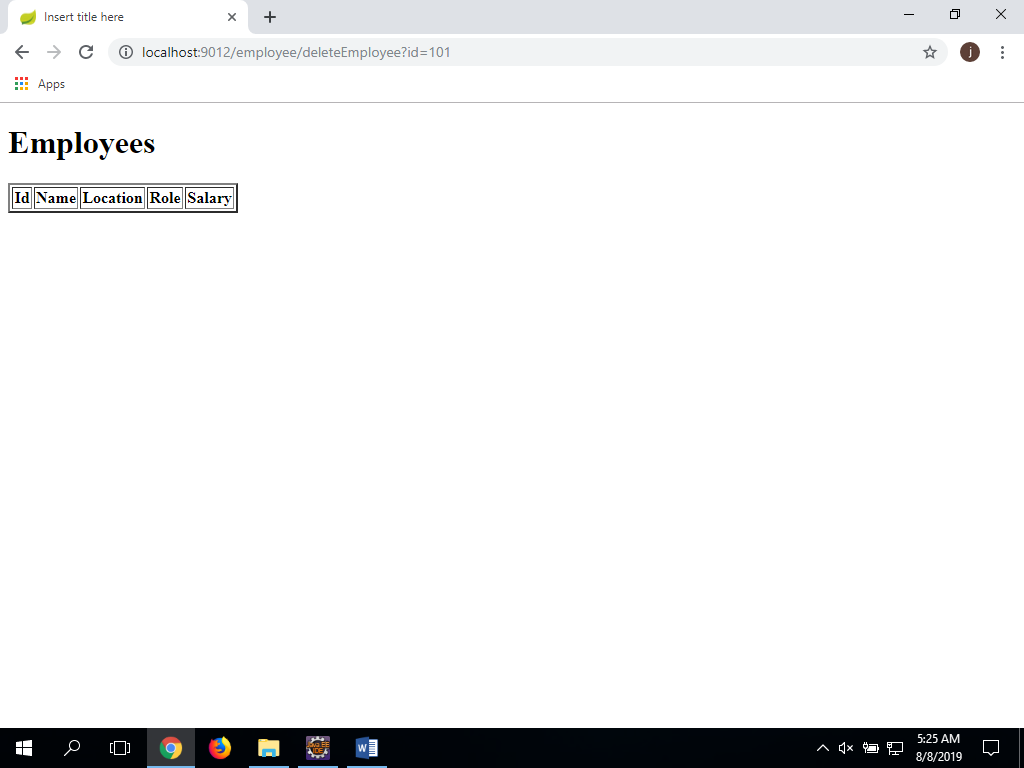 Insert title here
localhost:9012/employee/deleteEmployee?id=101
j
Apps
Employees
Id Name Location Role Salary
5:25 AM
8/8/2019